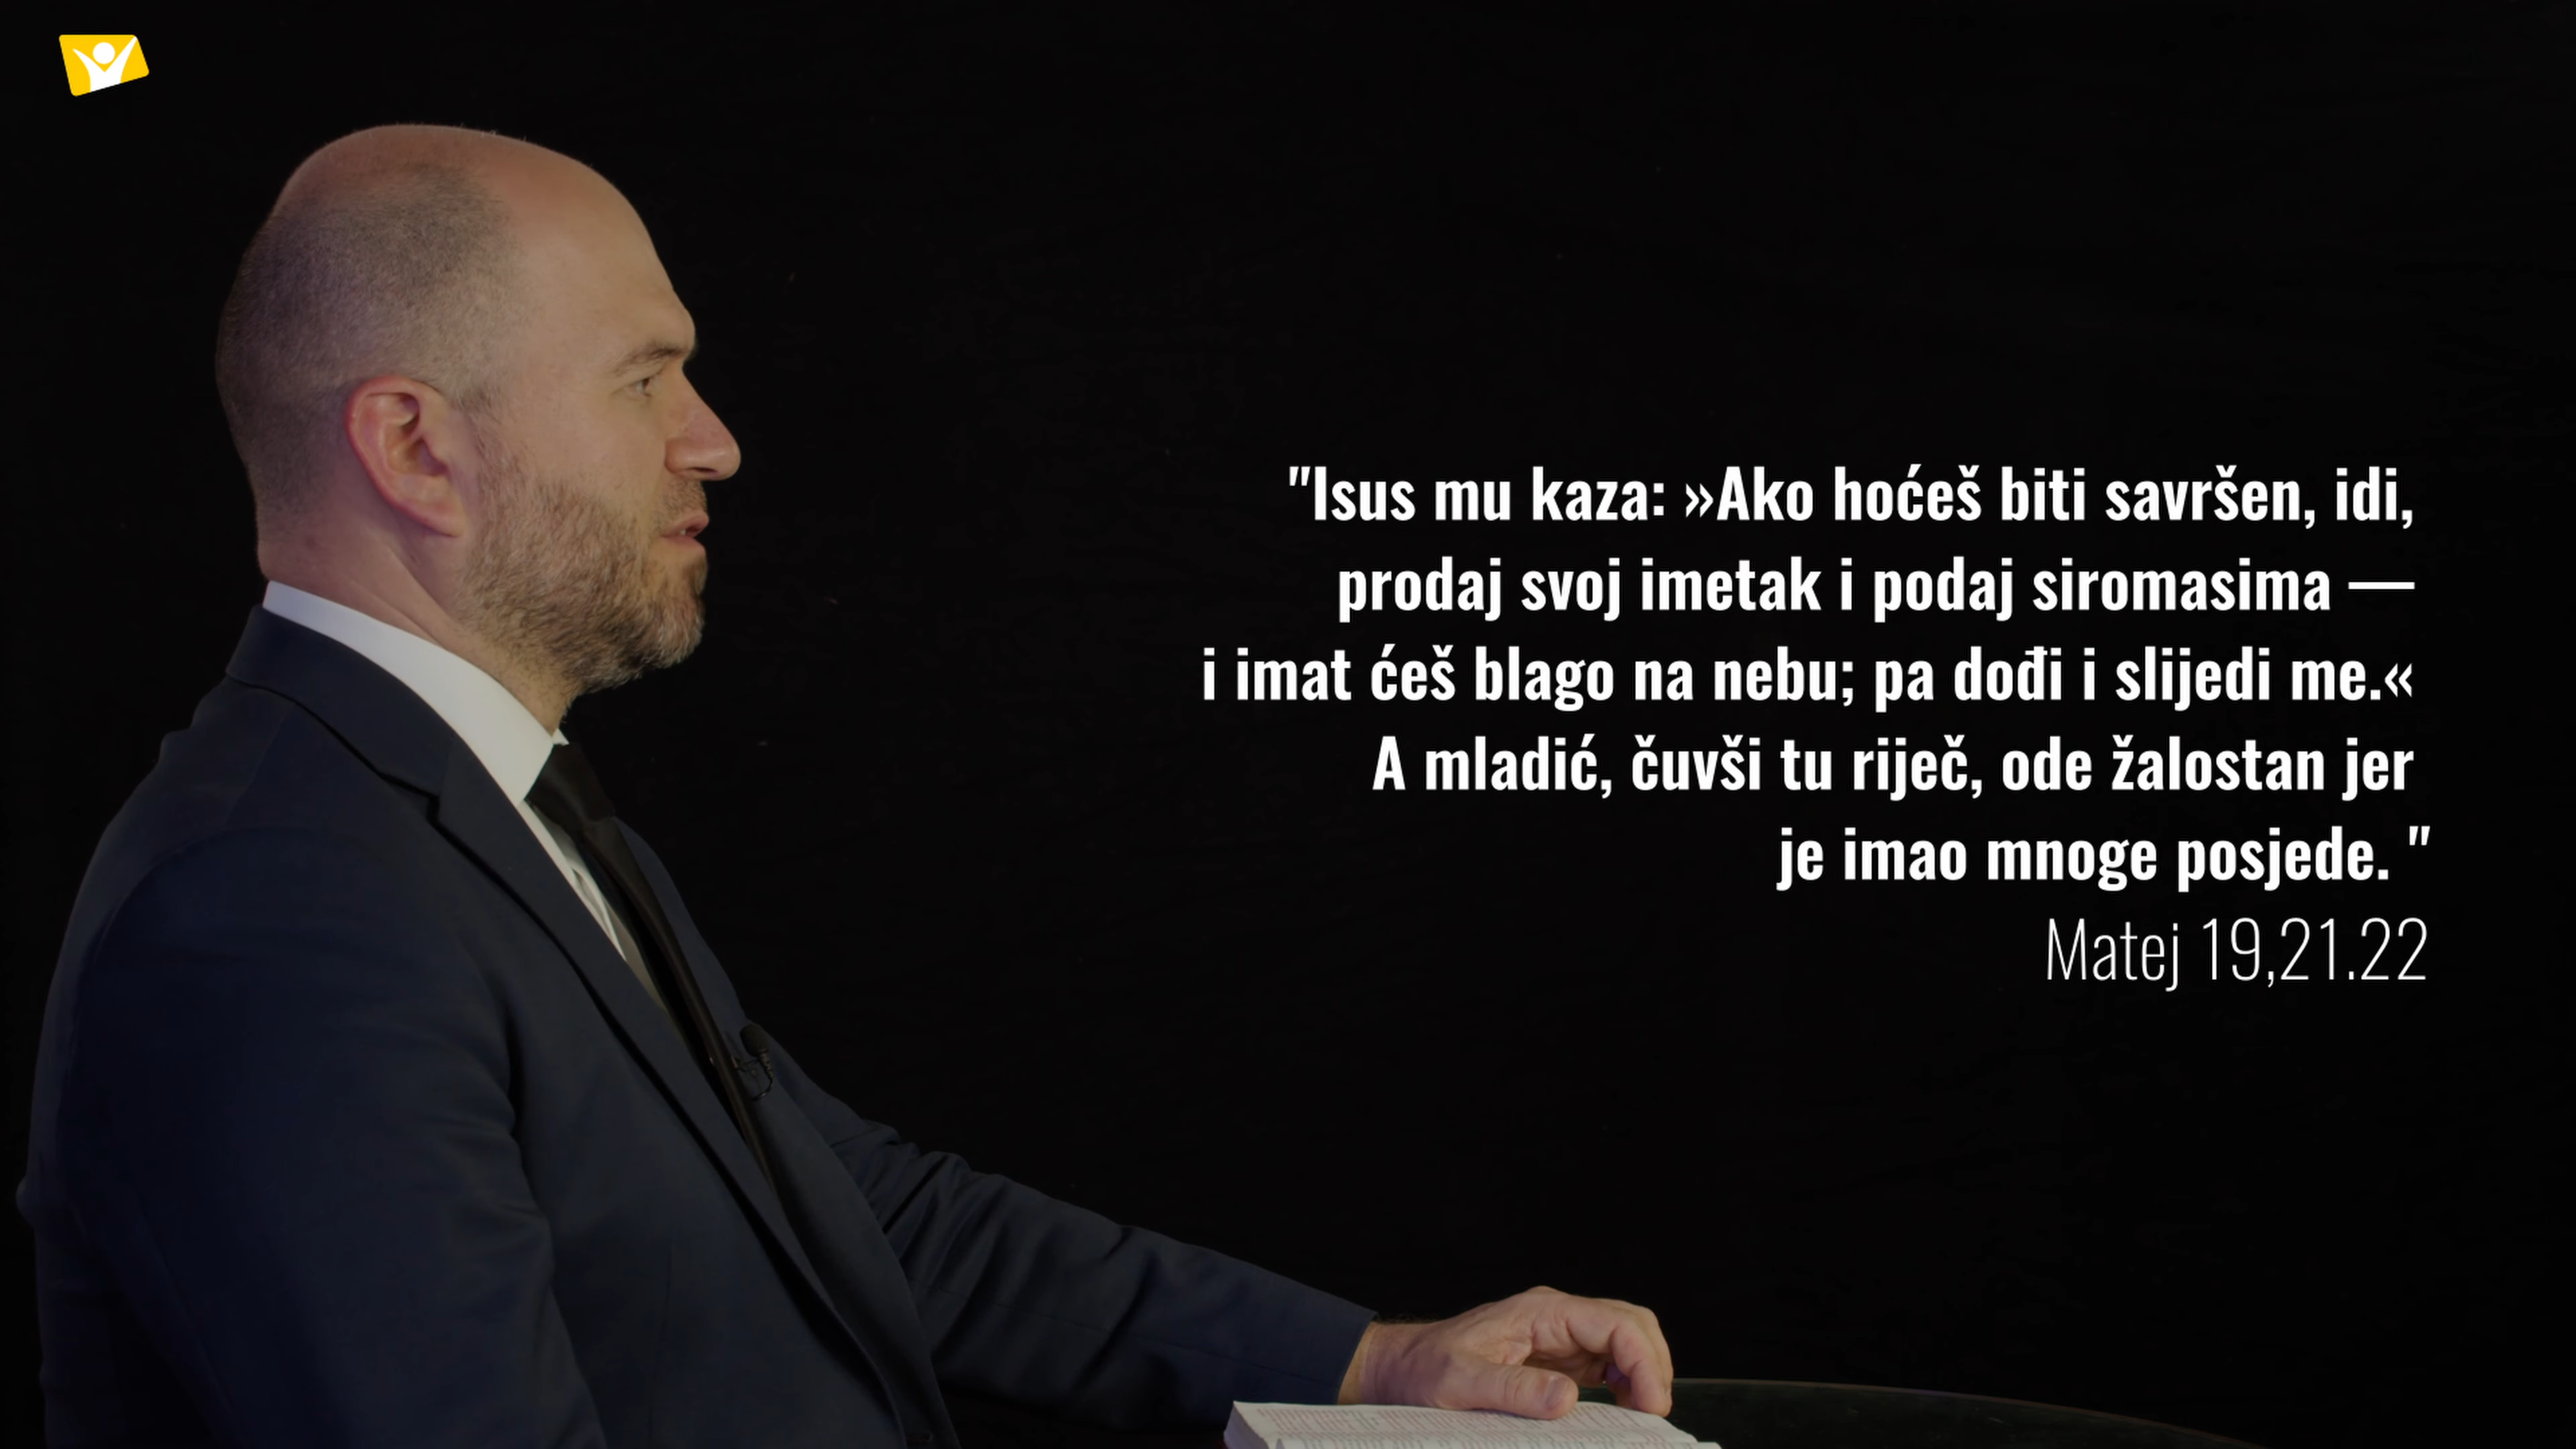 "Isus mu kaza: »Ako hoćeš biti savršen, idi,
prodaj svoj imetak i podaj siromasima —
i imat ćeš blago na nebu; pa dođi i slijedi me.«
A mladić, čuvši tu riječ, ode žalostan jer
je imao mnoge posjede. "
Matej 19,21.22